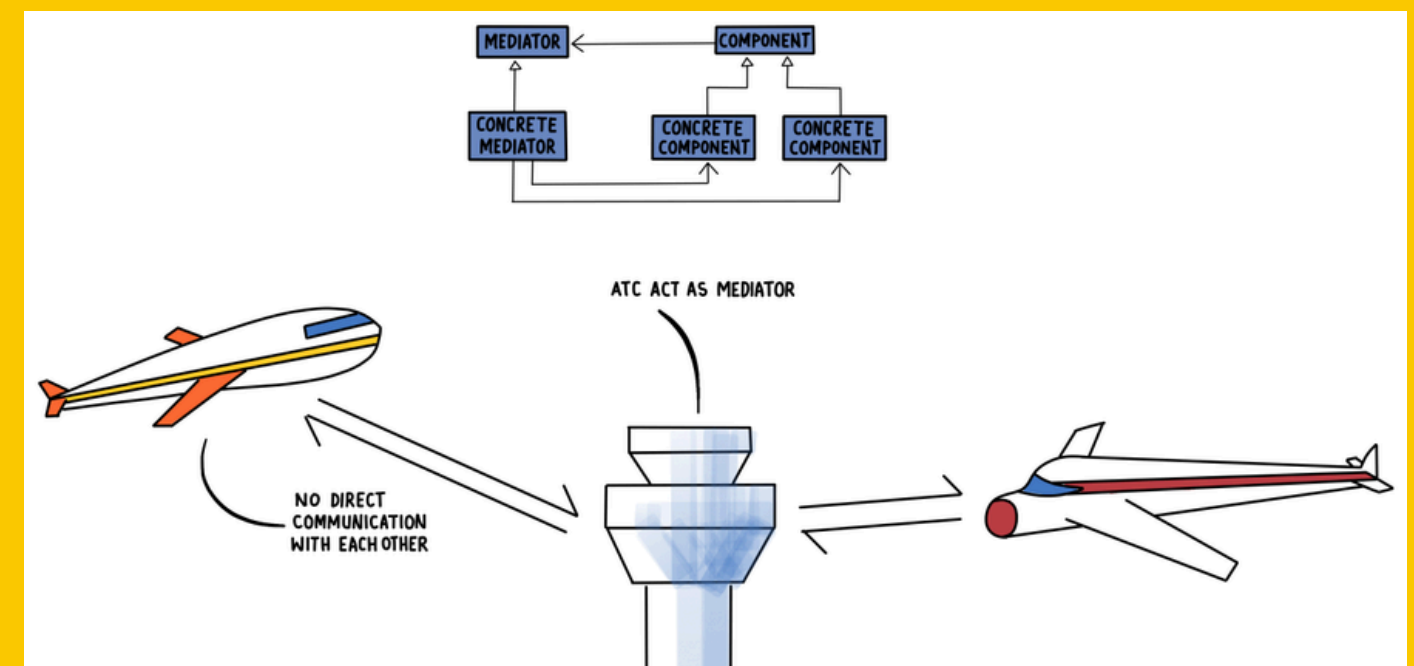 MEDIATOR
COMPONENT
CONCRETE
MEDIATOR
CONCRETE
COMPONENT
CONCRETE
COMPONENT
ATC ACT AS MEDIATOR
NO DIRECT
COMMUNICATION
WITH EACH OTHER